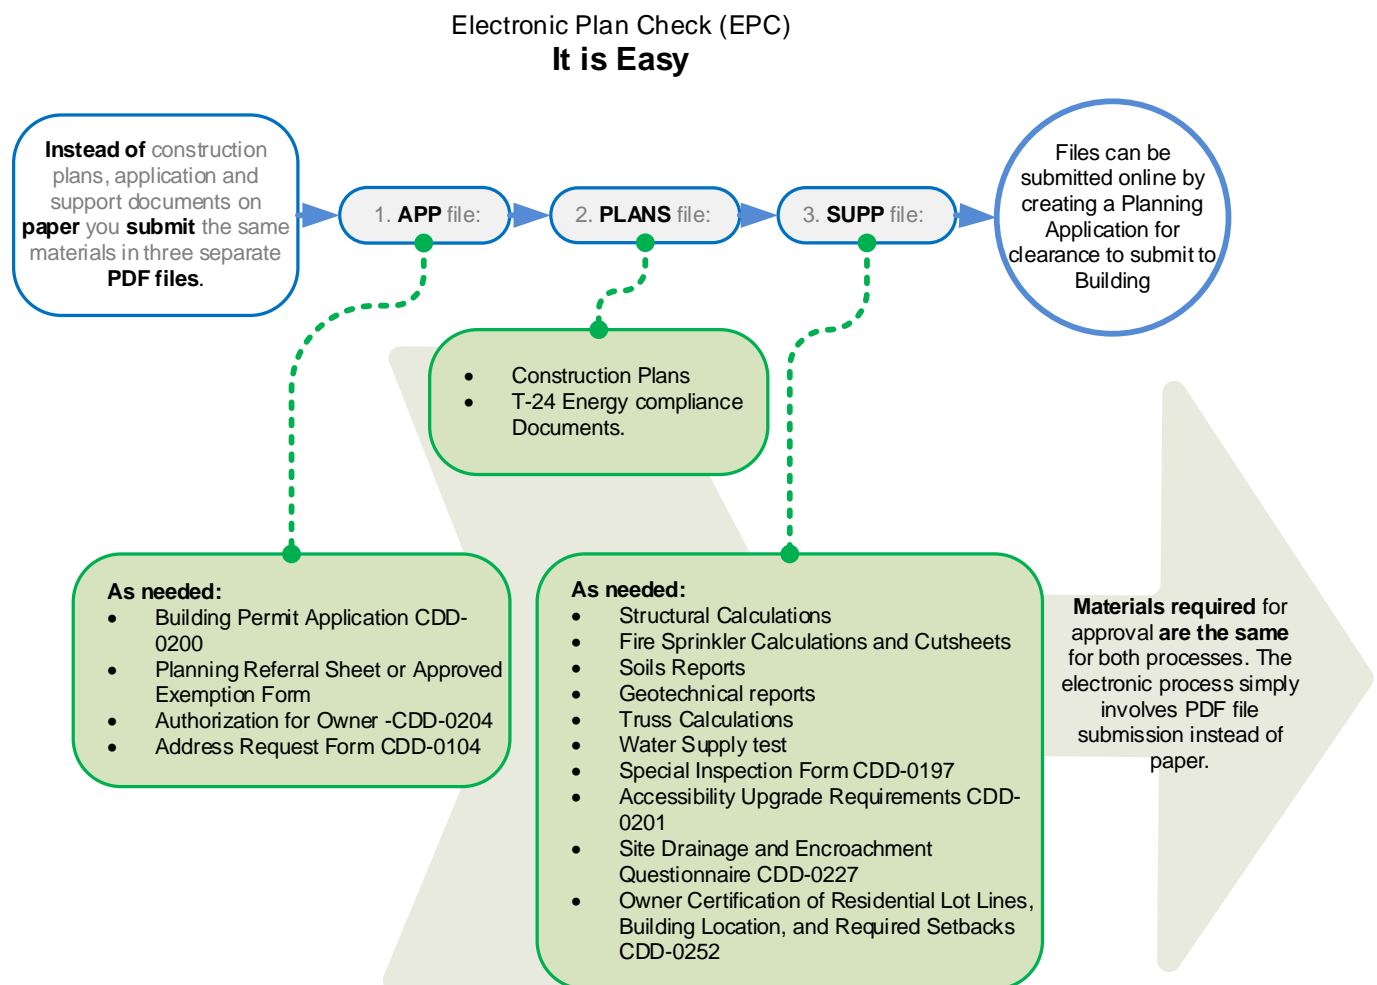 Electronic Plan Check (EPC)
It is Easy
Instead of construction
plans, application and
support documents on
paper you submit the same
materials in three separate
PDF files.
1. APP file:
2. PLANS file:
3. SUPP file:
Files can be
submitted online by
creating a Planning
Application for
clearance to submit to
Building
• Construction Plans
• T-24 Energy compliance
Documents.
As needed:
• Building Permit Application CDD-
0200
• Planning Referral Sheet or Approved
Exemption Form
• Authorization for Owner -CDD-0204
• Address Request Form CDD-0104
As needed:
• Structural Calculations
• Fire Sprinkler Calculations and Cutsheets
• Soils Reports
• Geotechnical reports
• Truss Calculations
• Water Supply test
• Special Inspection Form CDD-0197
• Accessibility Upgrade Requirements CDD-
0201
• Site Drainage and Encroachment
Questionnaire CDD-0227
• Owner Certification of Residential Lot Lines,
Building Location, and Required Setbacks
CDD-0252
Materials required for
approval are the same
for both processes. The
electronic process simply
involves PDF file
submission instead of
paper.